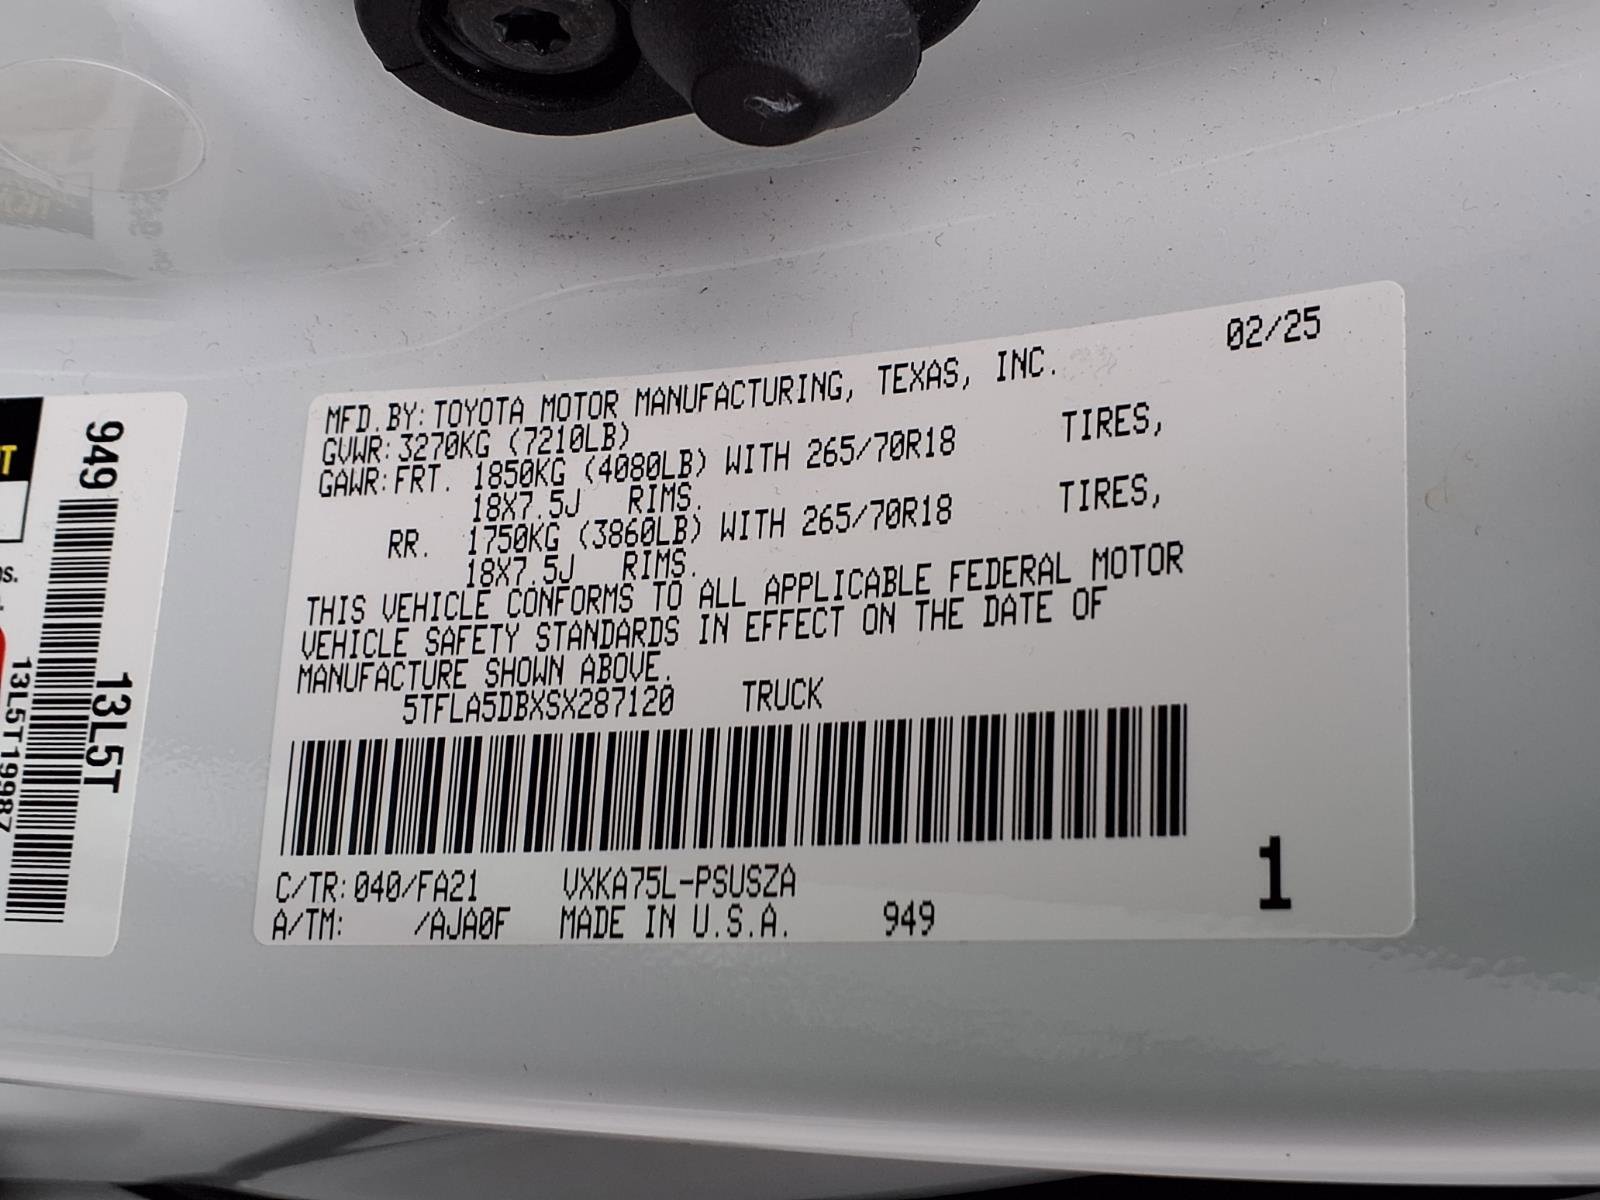 02/25
MFD.BY:TOYOTA MOTOR MANUFACTURING, TEXAS, INC.
GVWR:3270KG (7210LB)
GAWR:FRT. 1850KG (4080LB) WITH 265/70R18 TIRES,
18X7.5J RIMS.
RR. 1750KG (3860LB) WITH 265/70R18 TIRES,
18X7.5J RIMS.
THIS VEHICLE CONFORMS TO ALL APPLICABLE FEDERAL MOTOR
VEHICLE SAFETY STANDARDS IN EFFECT ON THE DATE OF
MANUFACTURE SHOWN ABOVE.
5TFLA5DBXSX287120 TRUCK
C/TR:040/FA21 VXKA75L-PSUSZA
A/TM: /AJA0F MADE IN U.S.A. 949
1
949
13L5T
13L5T19987